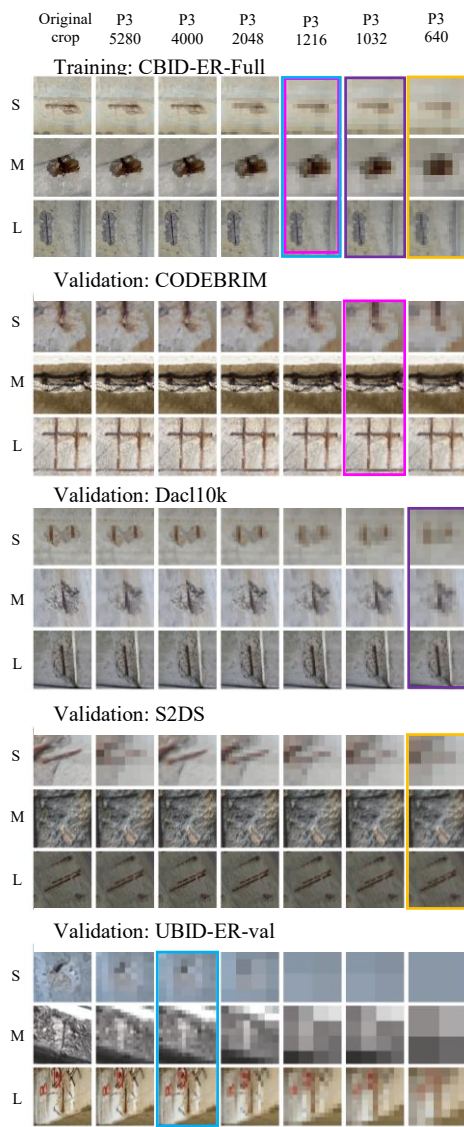 Original crop P3 5280 P3 4000 P3 2048 P3 1216 P3 1032 P3 640
Training: CBID-ER-Full
S
M
L
Validation: CODEBRIM
S
M
L
Validation: Dacl10k
S
M
L
Validation: S2DS
S
M
L
Validation: UBID-ER-val
S
M
L